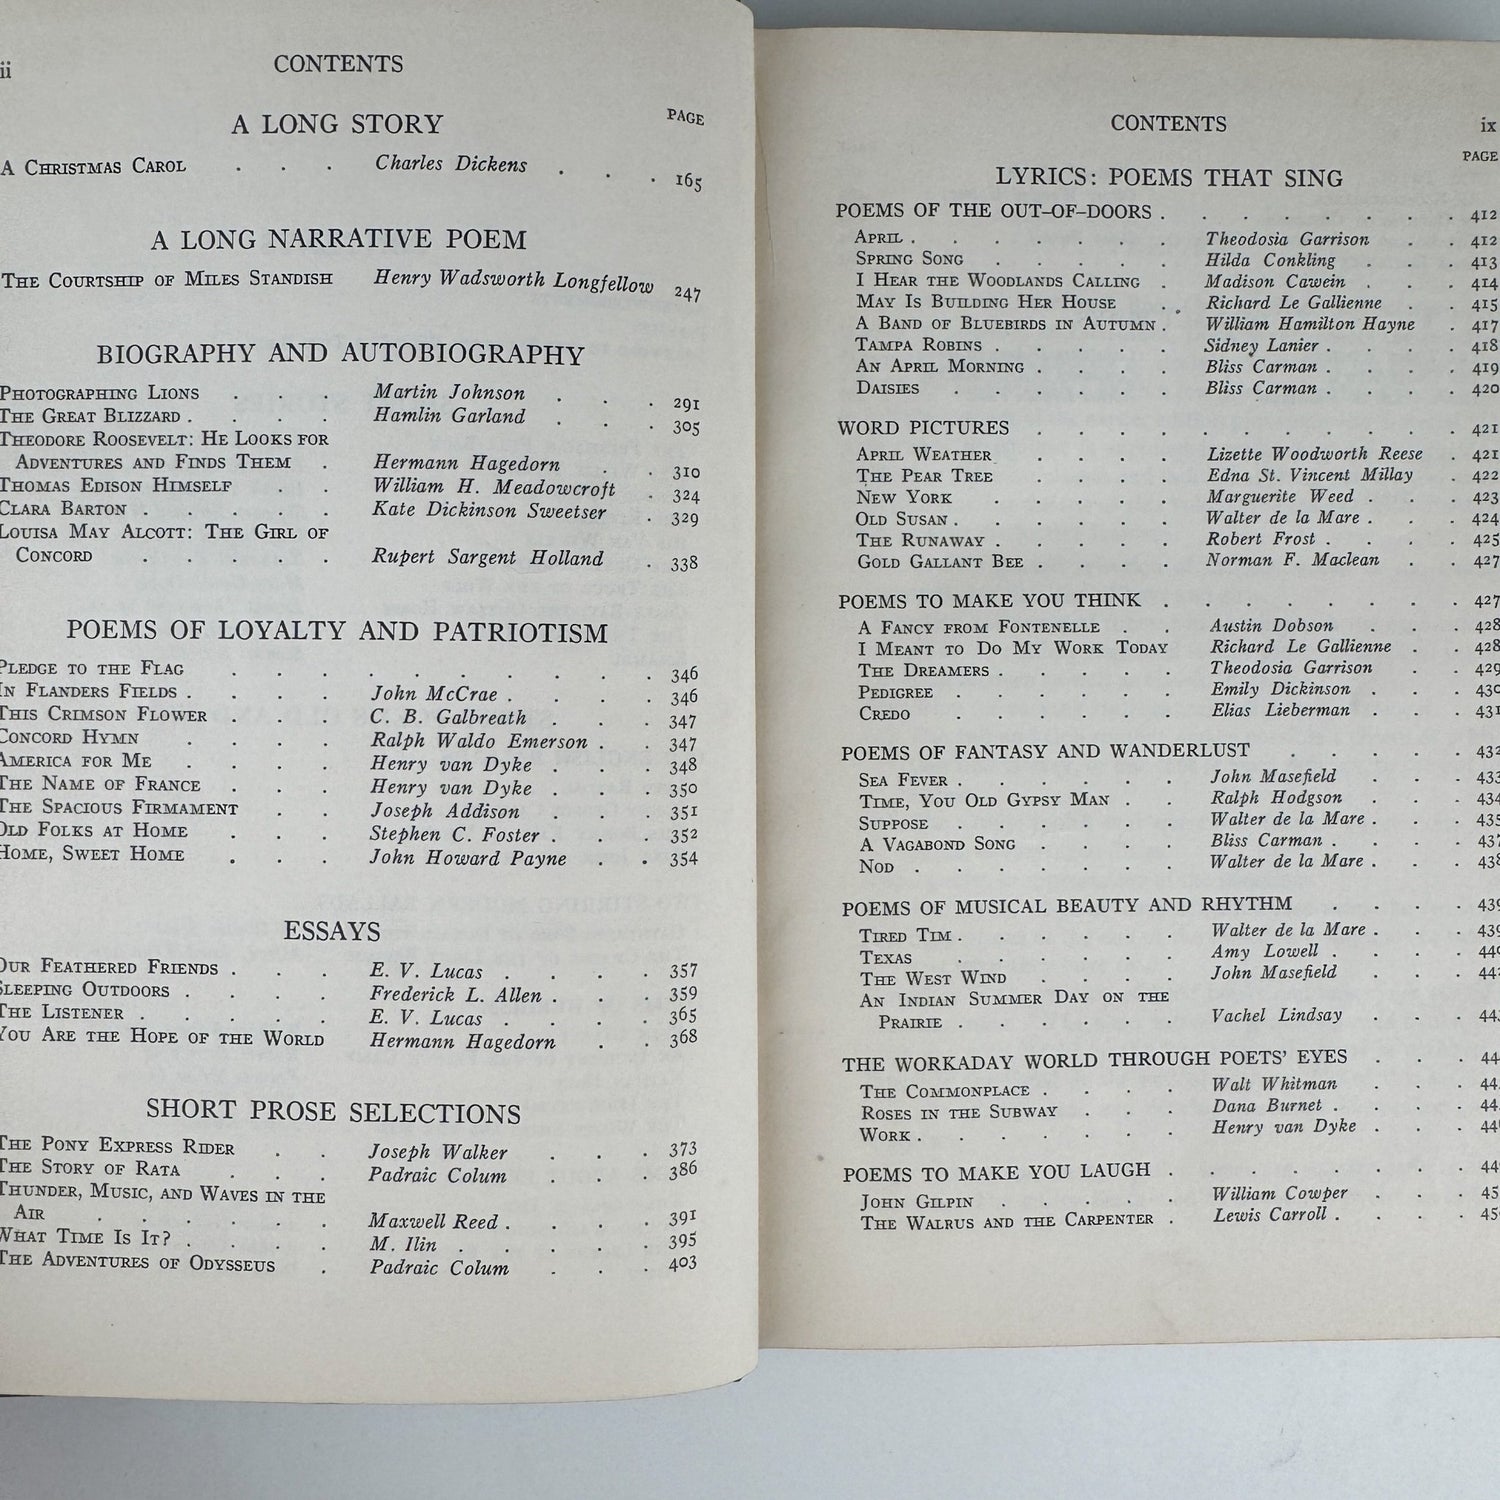 ii CONTENTS
PAGE
A LONG STORY
A CHRISTMAS CAROL . . . Charles Dickens . . . 165
A LONG NARRATIVE POEM
THE COURTSHIP OF MILES STANDISH Henry Wadsworth Longfellow 247
BIOGRAPHY AND AUTOBIOGRAPHY
PHOTOGRAPHING LIONS . . . Martin Johnson . . . 291
THE GREAT BLIZZARD . . . . Hamlin Garland . . . 305
THEODORE ROOSEVELT: HE LOOKS FOR
ADVENTURES AND FINDS THEM . Hermann Hagedorn . . 310
THOMAS EDISON HIMSELF . . William H. Meadowcroft . 324
CLARA BARTON . . . . . Kate Dickinson Sweetser . 329
LOUISA MAY ALCOTT: THE GIRL OF
CONCORD . . . . . Rupert Sargent Holland . 338
POEMS OF LOYALTY AND PATRIOTISM
PLEDGE TO THE FLAG . . . . . . . . . 346
IN FLANDERS FIELDS . . . . John McCrae . . . 346
THIS CRIMSON FLOWER . . . C. B. Galbreath . . . 347
CONCORD HYMN . . . . Ralph Waldo Emerson . . 347
AMERICA FOR ME . . . . Henry van Dyke . . . 348
THE NAME OF FRANCE . . . Henry van Dyke . . . 350
THE SPACIOUS FIRMAMENT . . Joseph Addison . . . 351
OLD FOLKS AT HOME . . . Stephen C. Foster . . . 352
HOME, SWEET HOME . . . John Howard Payne . . 354
ESSAYS
OUR FEATHERED FRIENDS . . . E. V. Lucas . . . . 357
SLEEPING OUTDOORS . . . . Frederick L. Allen . . . 359
THE LISTENER . . . . . E. V. Lucas . . . . 365
YOU ARE THE HOPE OF THE WORLD Hermann Hagedorn . . 368
SHORT PROSE SELECTIONS
THE PONY EXPRESS RIDER . . Joseph Walker . . . 373
THE STORY OF RATA . . . Padraic Colum . . . 386
THUNDER, MUSIC, AND WAVES IN THE
AIR . . . . . . Maxwell Reed . . . . 391
WHAT TIME IS IT? . . . . M. Ilin . . . . . 395
THE ADVENTURES OF ODYSSEUS . Padraic Colum . . . 403
CONTENTS ix
PAGE
LYRICS: POEMS THAT SING
POEMS OF THE OUT-OF-DOORS . . . . . . . . 412
APRIL . . . . . . . Theodosia Garrison . . 412
SPRING SONG . . . . . Hilda Conkling . . . 413
I HEAR THE WOODLANDS CALLING . Madison Cawein . . . 414
MAY IS BUILDING HER HOUSE . Richard Le Gallienne . . 415
A BAND OF BLUEBIRDS IN AUTUMN . William Hamilton Hayne . 417
TAMPA ROBINS . . . . . Sidney Lanier . . . . 418
AN APRIL MORNING . . . . Bliss Carman . . . . 419
DAISIES . . . . . . Bliss Carman . . . . 420
WORD PICTURES . . . . . . . . . . . 421
APRIL WEATHER . . . . Lizette Woodworth Reese . 421
THE PEAR TREE . . . . Edna St. Vincent Millay . 422
NEW YORK . . . . . Marguerite Weed . . . 423
OLD SUSAN . . . . . . Walter de la Mare . . . 424
THE RUNAWAY . . . . . Robert Frost . . . . 425
GOLD GALLANT BEE . . . . Norman F. Maclean . . 427
POEMS TO MAKE YOU THINK . . . . . . . . 427
A FANCY FROM FONTENELLE . . Austin Dobson . . . 428
I MEANT TO DO MY WORK TODAY Richard Le Gallienne . . 428
THE DREAMERS . . . . . Theodosia Garrison . . 429
PEDIGREE . . . . . . Emily Dickinson . . . 430
CREDO . . . . . . Elias Lieberman . . . 431
POEMS OF FANTASY AND WANDERLUST . . . . . 432
SEA FEVER . . . . . . John Masefield . . . 433
TIME, YOU OLD GYPSY MAN . . Ralph Hodgson . . . 434
SUPPOSE . . . . . . Walter de la Mare . . . 435
A VAGABOND SONG . . . . Bliss Carman . . . . 437
NOD . . . . . . . Walter de la Mare . . . 438
POEMS OF MUSICAL BEAUTY AND RHYTHM . . . . 439
TIRED TIM . . . . . . Walter de la Mare . . . 439
TEXAS . . . . . . Amy Lowell . . . . 44
THE WEST WIND . . . . John Masefield . . . 44
AN INDIAN SUMMER DAY ON THE
PRAIRIE . . . . . . Vachel Lindsay . . . 44
THE WORKADAY WORLD THROUGH POETS' EYES . . . 44
THE COMMONPLACE . . . . Walt Whitman . . . 44
ROSES IN THE SUBWAY . . . Dana Burnet . . . . 44
WORK . . . . . . . Henry van Dyke . . . 44
POEMS TO MAKE YOU LAUGH . . . . . . . . 44
JOHN GILPIN . . . . William Cowper . . . 45
THE WALRUS AND THE CARPENTER . Lewis Carroll . . . . 45